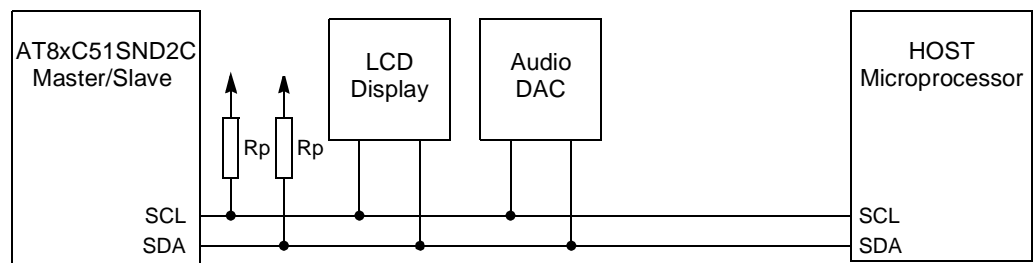 AT8xC51SND2C
Master/Slave
Rp
Rp
LCD
Display
Audio
DAC
HOST
Microprocessor
SCL
SDA
SCL
SDA